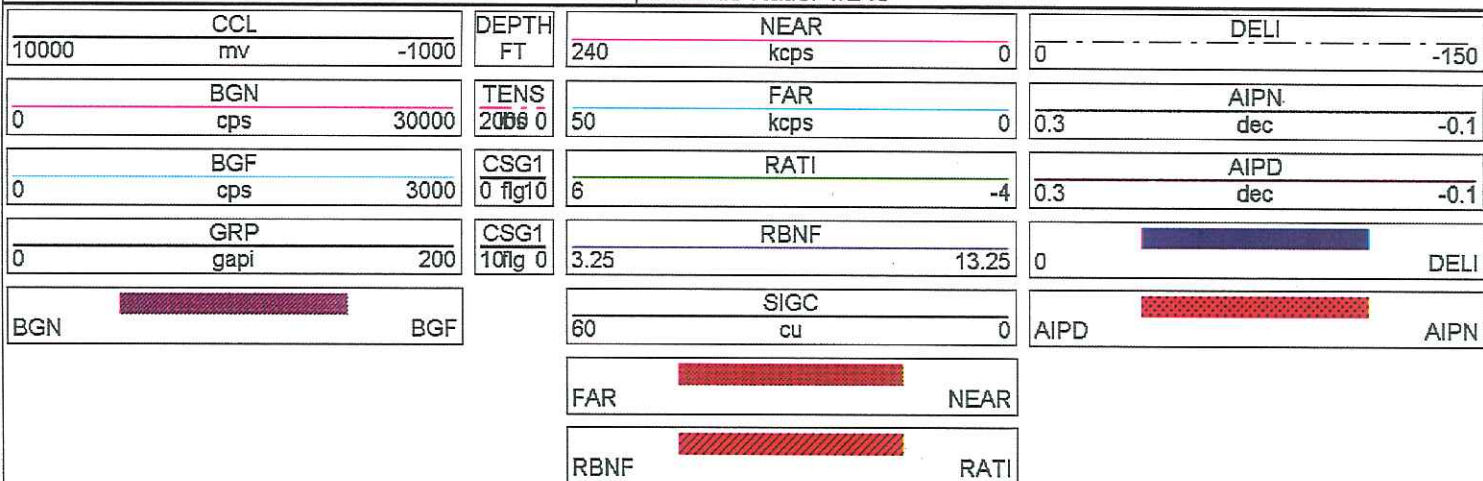 CCL
10000 mv -1000
DEPTH
FT
NEAR
240 kcps 0
DELI
0 -150
BGN
0 cps 30000
TENS
0
FAR
50 kcps 0
AIPN
0.3 dec -0.1
BGF
0 cps 3000
CSG1
0 flg10
RATI
6 -4
AIPD
0.3 dec -0.1
GRP
0 gapi 200
CSG1
10flg 0
RBNF
3.25 13.25
0 DELI
BGN BGF
SIGC
60 cu 0
AIPD AIPN
FAR NEAR
RBNF RATI